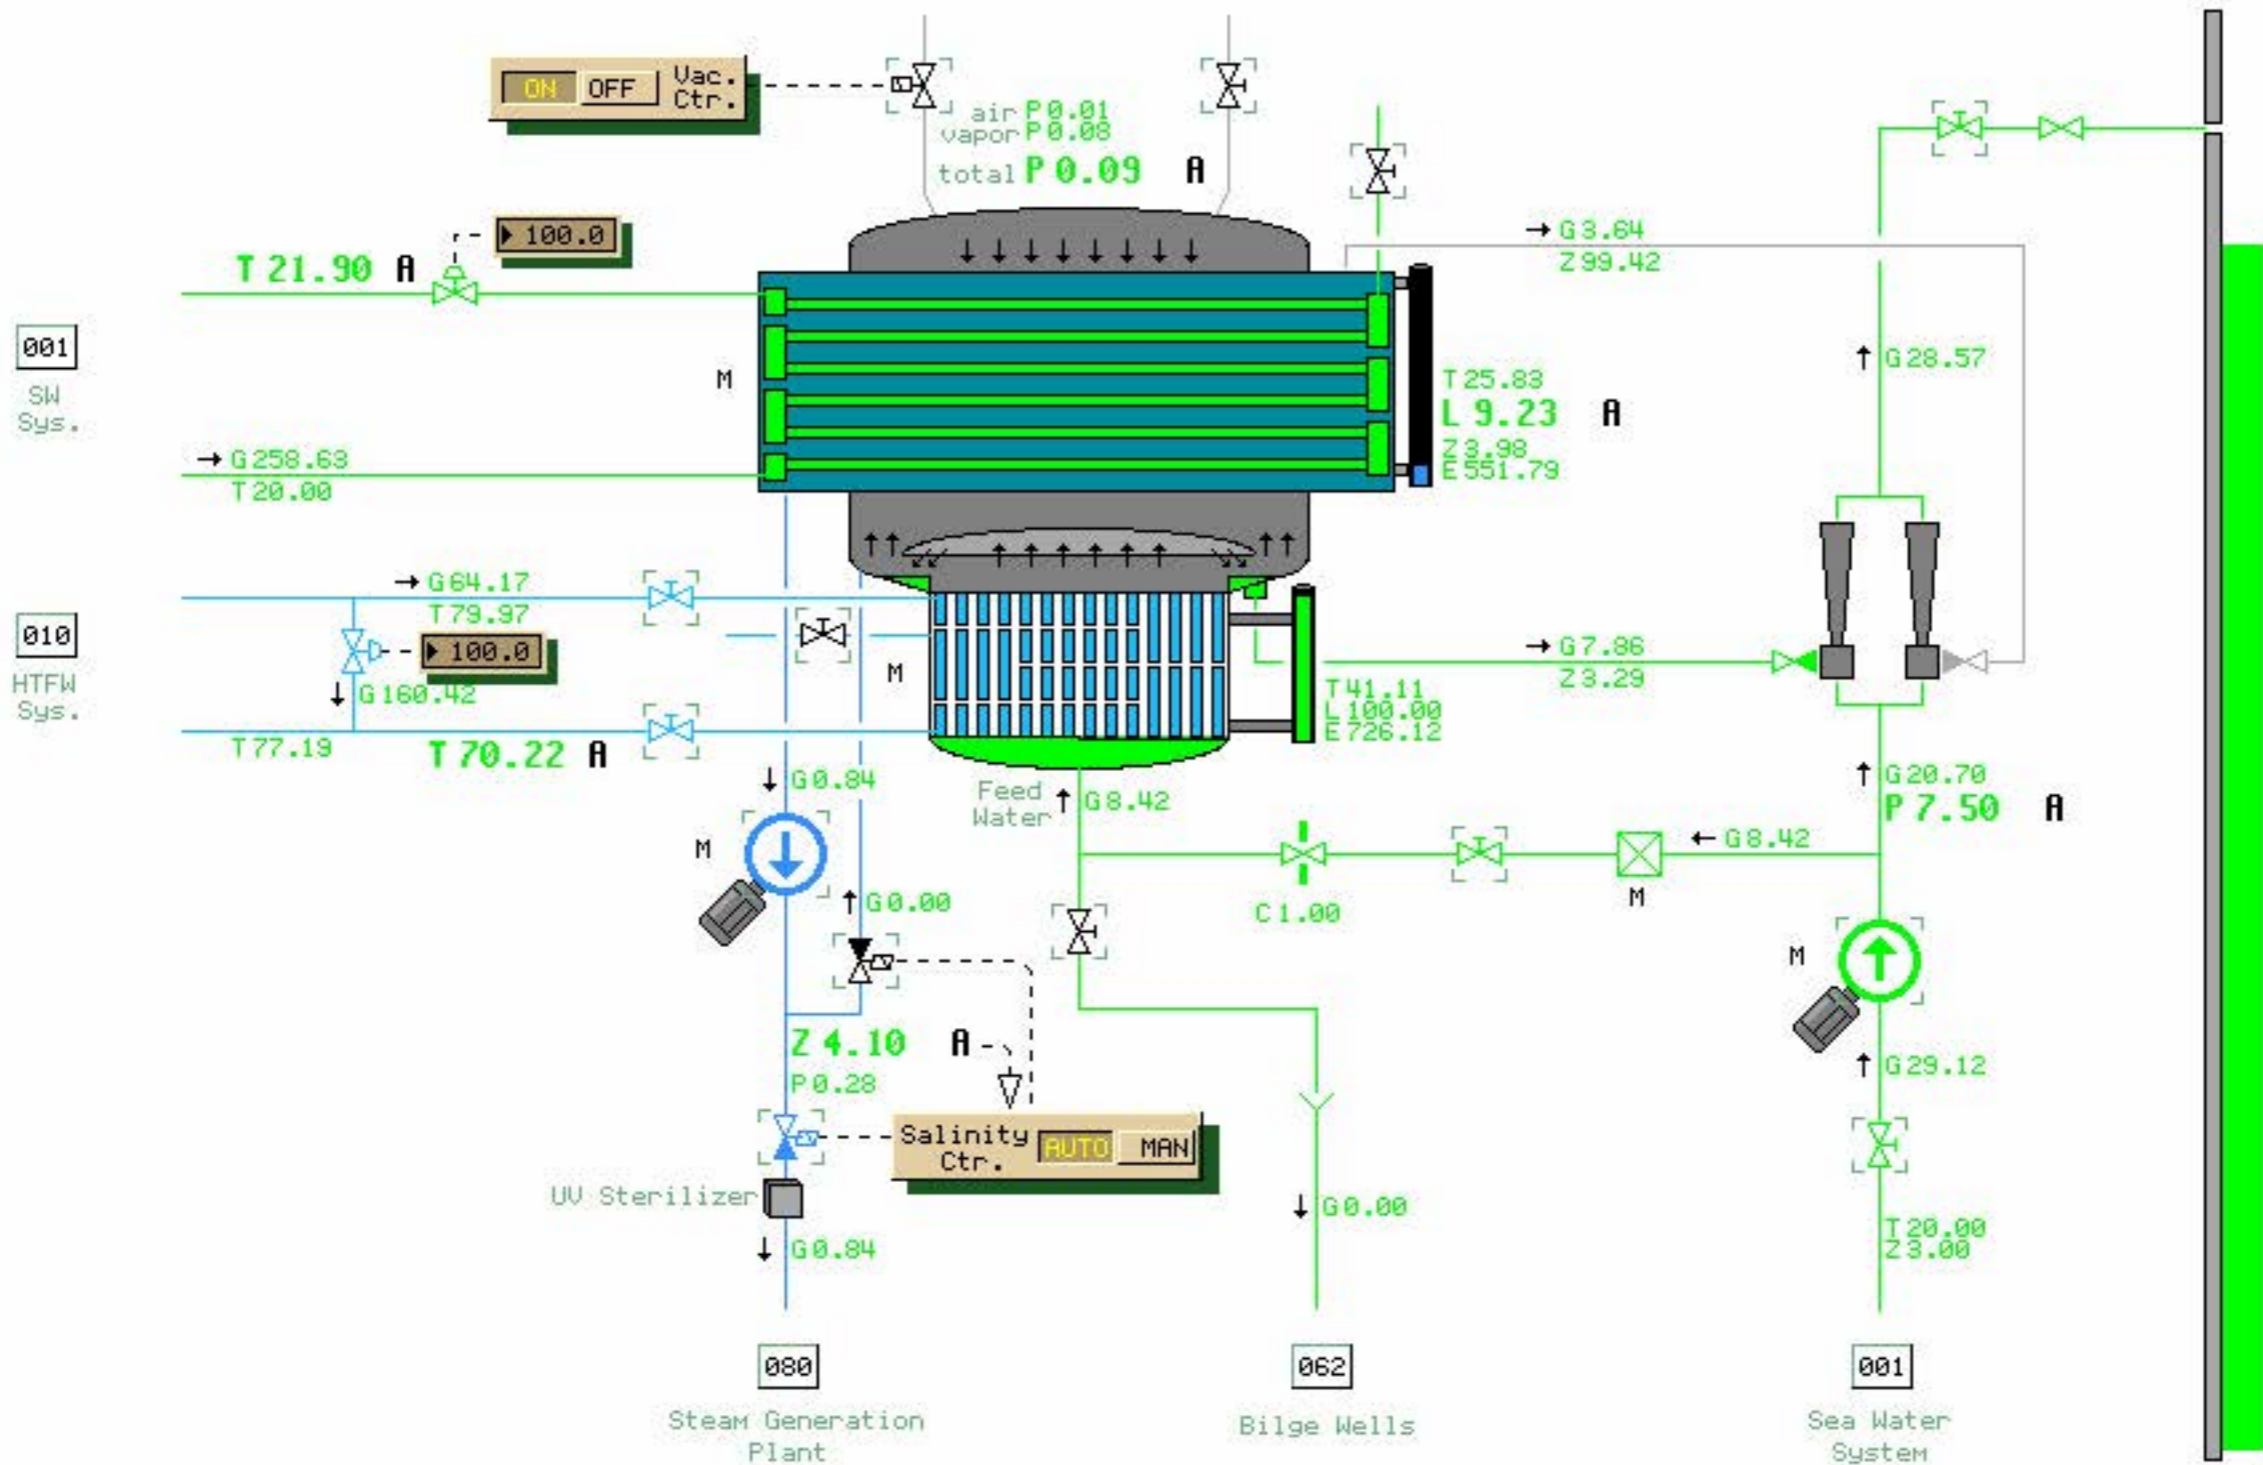 ON OFF Vac.
Ctr.
air P 0.01
vapor P 0.08
total P 0.09 A
100.0
T 21.90 A
G 3.64
Z 99.42
001
SW
Sys.
M
G 28.57
T 25.83
L 9.23 A
Z 3.98
E 551.79
G 258.63
T 20.00
G 64.17
T 79.97
010
HTFW
Sys.
100.0
M
G 160.42
G 7.86
Z 3.29
T 41.11
L 100.00
E 726.12
T 77.19
T 70.22 A
G 0.84
Feed
Water
G 8.42
G 20.70
P 7.50 A
M
G 8.42
M
C 1.00
G 0.00
M
Z 4.10 A
P 0.28
G 29.12
Salinity
Ctr.
AUTO MAN
UV Sterilizer
G 0.00
G 0.84
T 20.00
Z 3.00
080
Steam Generation
Plant
062
Bilge Wells
001
Sea Water
System